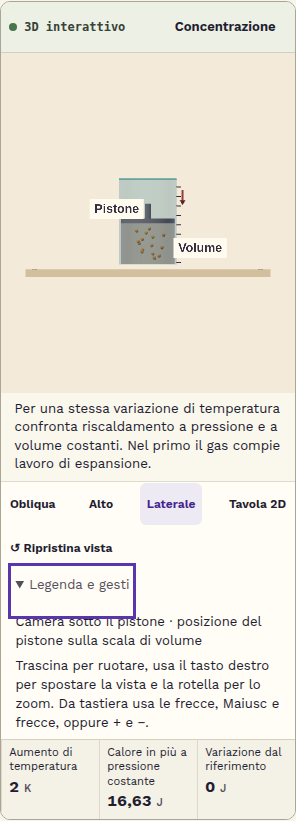 3D interattivo Concentrazione
Pistone
Volume
Per una stessa variazione di temperatura
confronta riscaldamento a pressione e a
volume costanti. Nel primo il gas compie
lavoro di espansione.
Obliqua Alto Laterale Tavola 2D
↺ Ripristina vista
▼ Legenda e gesti
Camera sotto il pistone · posizione del
pistone sulla scala di volume
Trascina per ruotare, usa il tasto destro
per spostare la vista e la rotella per lo
zoom. Da tastiera usa le frecce, Maiusc e
frecce, oppure + e −.
Aumento di
temperatura
2 K
Calore in più a
pressione
costante
16,63 J
Variazione dal
riferimento
0 J